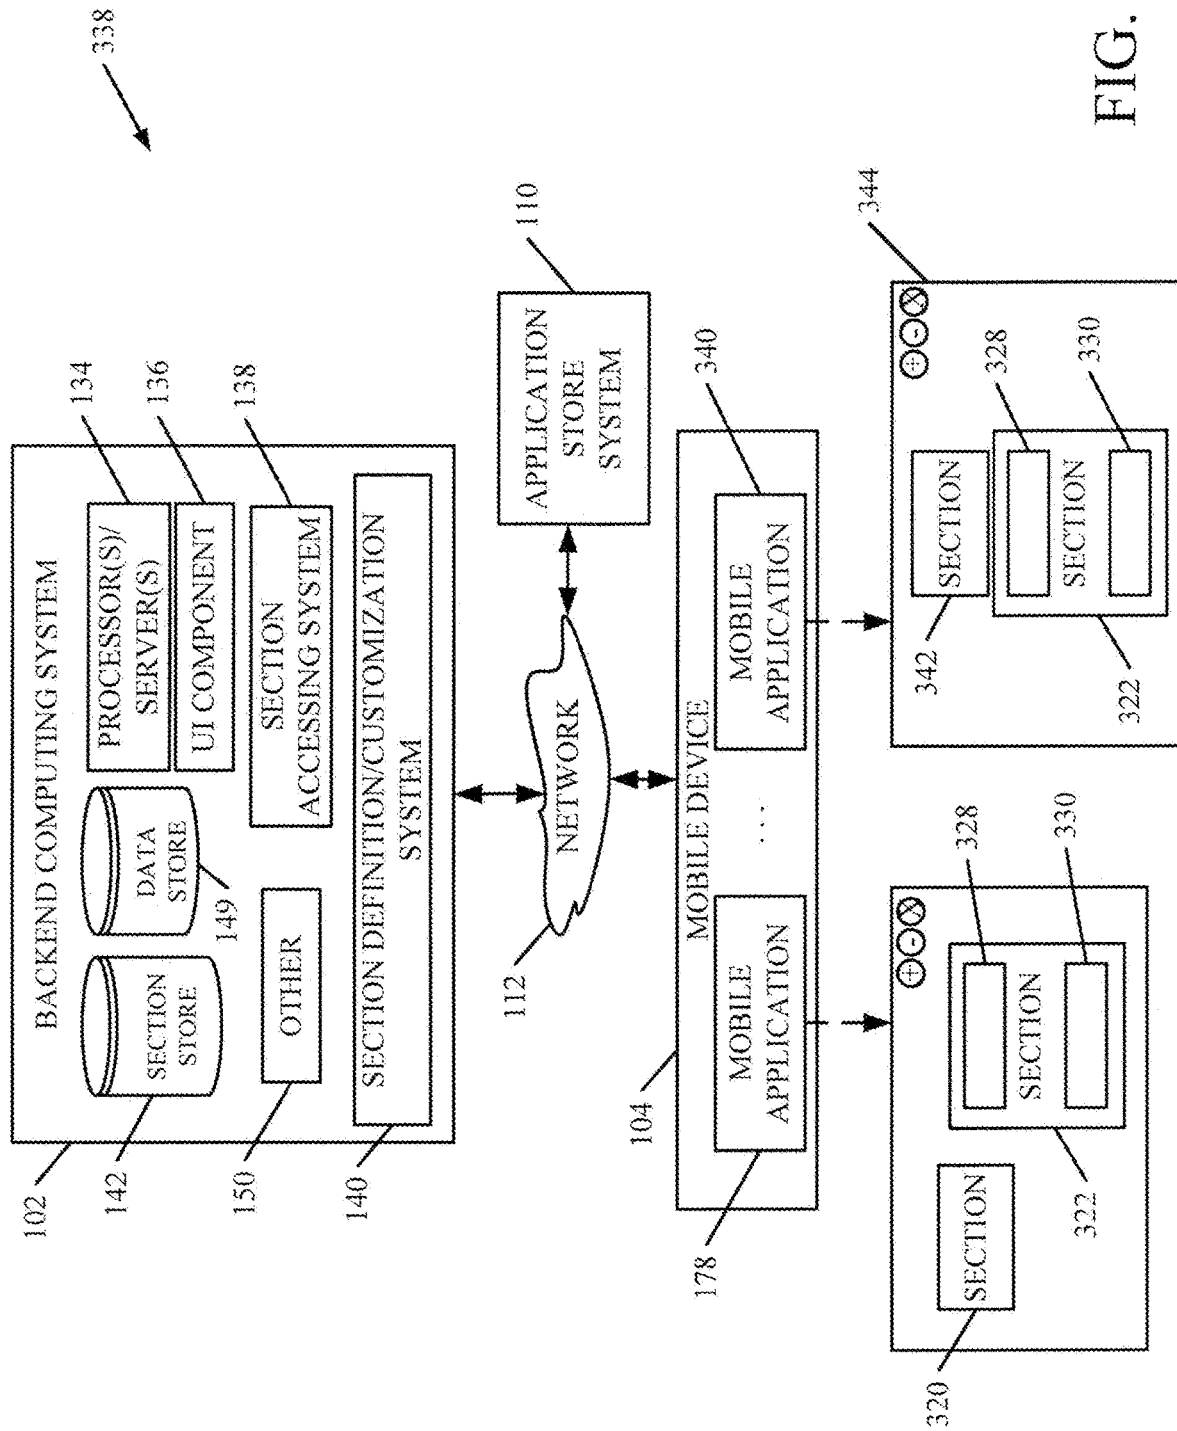 338
BACKEND COMPUTING SYSTEM
102
SECTION
STORE
142
DATA
STORE
149
PROCESSOR(S)/
SERVER(S)
134
UI COMPONENT
136
OTHER
150
SECTION
ACCESSING SYSTEM
138
SECTION DEFINITION/CUSTOMIZATION
SYSTEM
140
NETWORK
112
APPLICATION
STORE
SYSTEM
110
MOBILE DEVICE
104
MOBILE
APPLICATION
178
. . . .
MOBILE
APPLICATION
340
+ - X
SECTION
320
328
SECTION
330
322
344
+ - X
SECTION
342
328
SECTION
330
322
FIG.